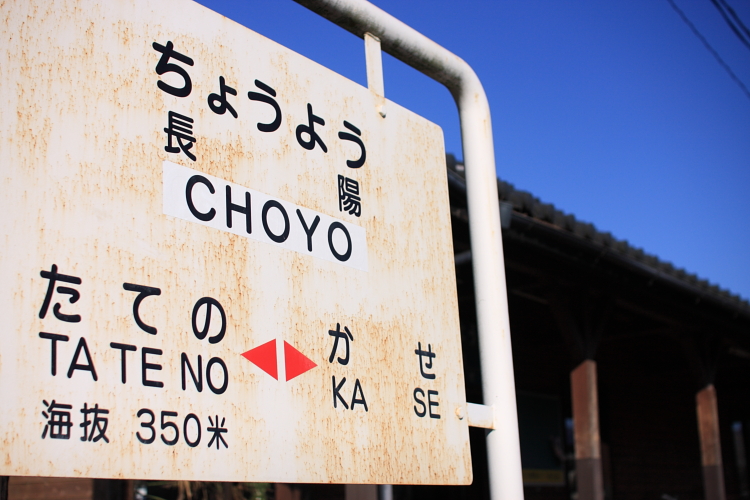 ちょうよう
長陽
CHOYO
たての かせ
TATENO KASE
海抜 350米